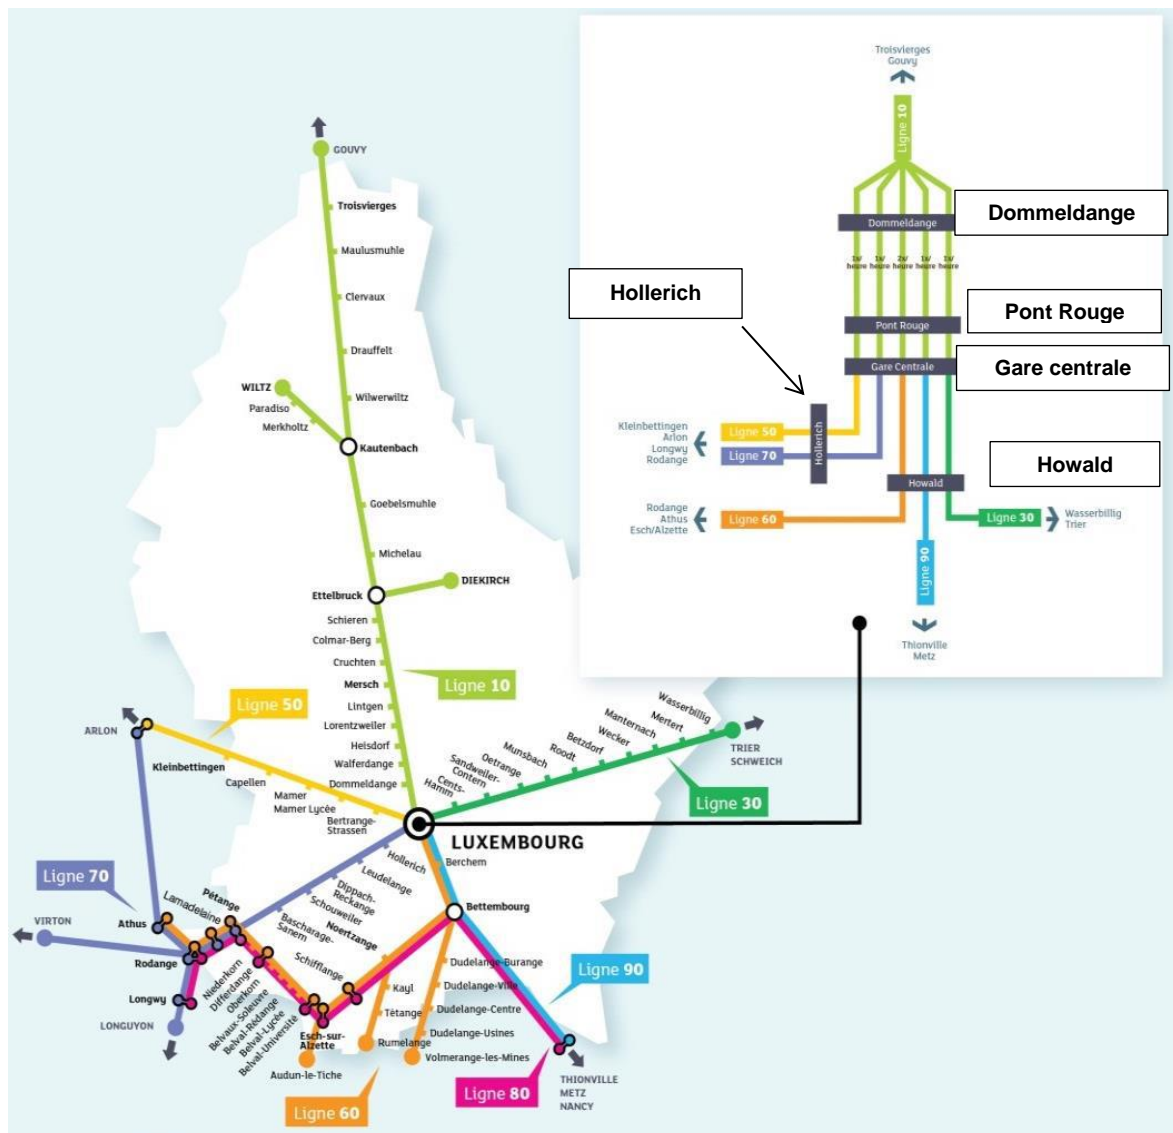 Troisvierges
Gouvy
Ligne 10
Dommeldange
Dommeldange
1x/
heure
1x/
heure
2x/
heure
1x/
heure
1x/
heure
Hollerich
Pont Rouge
Pont Rouge
Gare Centrale
Gare centrale
Kleinbettingen
Arlon
Longwy
Rodange
Ligne 50
Ligne 70
Hollerich
Howald
Howald
Rodange
Athus
Esch/Alzette
Ligne 60
Ligne 30
Wasserbillig
Trier
Ligne 90
Thionville
Metz
GOUVY
Troisvierges
Maulusmuhle
Clervaux
Drauffelt
WILTZ
Paradiso
Merkholtz
Wilwerwiltz
Kautenbach
Goebelsmuhle
Michelau
DIEKIRCH
Ettelbruck
Schieren
Colmar-Berg
Cruchten
Mersch
Ligne 10
Lintgen
Lorentzweiler
Heisdorf
Walferdange
Dommeldange
Ligne 50
ARLON
Kleinbettingen
Capellen
Mamer
Mamer Lycée
Bertrange-
Strassen
Cents-
Hamm
Sandweiler-
Contern
Oetrange
Munsbach
Roodt
Betzdorf
Wecker
Manternach
Mertert
Wasserbillig
TRIER
SCHWEICH
Ligne 30
LUXEMBOURG
Hollerich
Leudelange
Dippach-
Reckange
Schouweiler
Bascharage-
Sanem
Ligne 70
Pétange
Lamadelaine
Athus
VIRTON
Rodange
Longwy
LONGUYON
Berchem
Bettembourg
Noertzange
Schifflange
Niederkorn
Differdange
Oberkorn
Belvaux-Soleuvre
Belval-Rédange
Belval-Lycée
Belval-Université
Esch-sur-
Alzette
Audun-le-Tiche
Kayl
Tétange
Rumelange
Dudelange-Burange
Dudelange-Ville
Dudelange-Centre
Dudelange-Usines
Volmerange-les-Mines
Ligne 90
Ligne 80
Ligne 60
THIONVILLE
METZ
NANCY